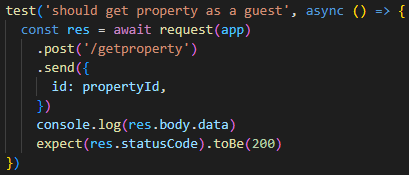 test('should get property as a guest', async () => {
  const res = await request(app)
    .post('/getproperty')
    .send({
      id: propertyId,
    })
    console.log(res.body.data)
    expect(res.statusCode).toBe(200)
})